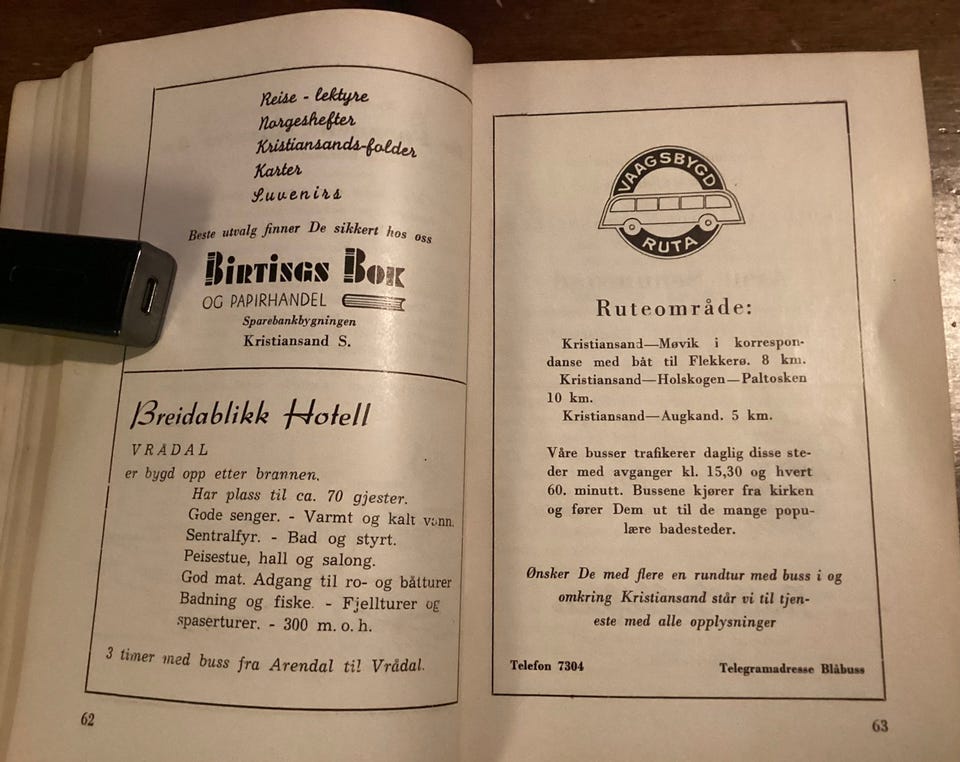 Reise - lektyre
Norgeshefter
Kristiansands-folder
Karter
Suvenirs
Beste utvalg finner De sikkert hos oss
Birtings Bok
OG PAPIRHANDEL
Sparebankbygningen
Kristiansand S.
Breidablikk Hotell
VRÅDAL
er bygd opp etter brannen.
Har plass til ca. 70 gjester.
Gode senger. - Varmt og kalt vann.
Sentralfyr. - Bad og styrt.
Peisestue, hall og salong.
God mat. Adgang til ro- og båtturer
Badning og fiske. - Fjellturer og
spaserturer. - 300 m. o. h.
3 timer med buss fra Arendal til Vrådal.
62
VAAGSBYGD
RUTA
Ruteområde:
Kristiansand—Møvik i korrespon-
danse med båt til Flekkerø. 8 km.
Kristiansand—Holskogen—Paltosken
10 km.
Kristiansand—Augkand. 5 km.
Våre busser trafikerer daglig disse ste-
der med avganger kl. 15,30 og hvert
60. minutt. Bussene kjører fra kirken
og fører Dem ut til de mange popu-
lære badesteder.
Ønsker De med flere en rundtur med buss i og
omkring Kristiansand står vi til tjen-
este med alle opplysninger
Telefon 7304 Telegramadresse Blåbuss
63